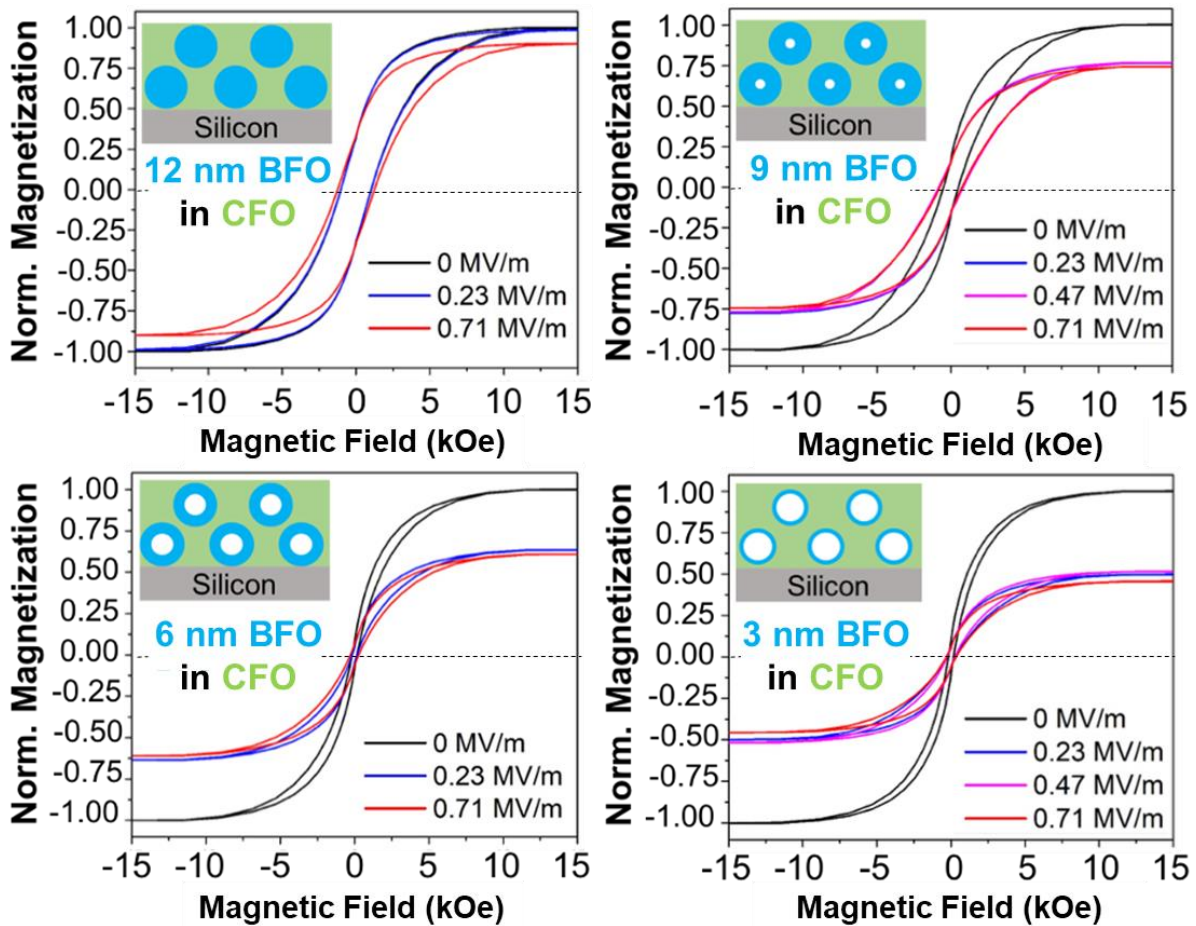 Norm. Magnetization
1.00
0.75
0.50
0.25
0.00
-0.25
-0.50
-0.75
-1.00
Silicon
12 nm BFO
in CFO
0 MV/m
0.23 MV/m
0.71 MV/m
-15 -10 -5 0 5 10 15
Magnetic Field (kOe)
Norm. Magnetization
1.00
0.75
0.50
0.25
0.00
-0.25
-0.50
-0.75
-1.00
Silicon
9 nm BFO
in CFO
0 MV/m
0.23 MV/m
0.47 MV/m
0.71 MV/m
-15 -10 -5 0 5 10 15
Magnetic Field (kOe)
Norm. Magnetization
1.00
0.75
0.50
0.25
0.00
-0.25
-0.50
-0.75
-1.00
Silicon
6 nm BFO
in CFO
0 MV/m
0.23 MV/m
0.71 MV/m
-15 -10 -5 0 5 10 15
Magnetic Field (kOe)
Norm. Magnetization
1.00
0.75
0.50
0.25
0.00
-0.25
-0.50
-0.75
-1.00
Silicon
3 nm BFO
in CFO
0 MV/m
0.23 MV/m
0.47 MV/m
0.71 MV/m
-15 -10 -5 0 5 10 15
Magnetic Field (kOe)